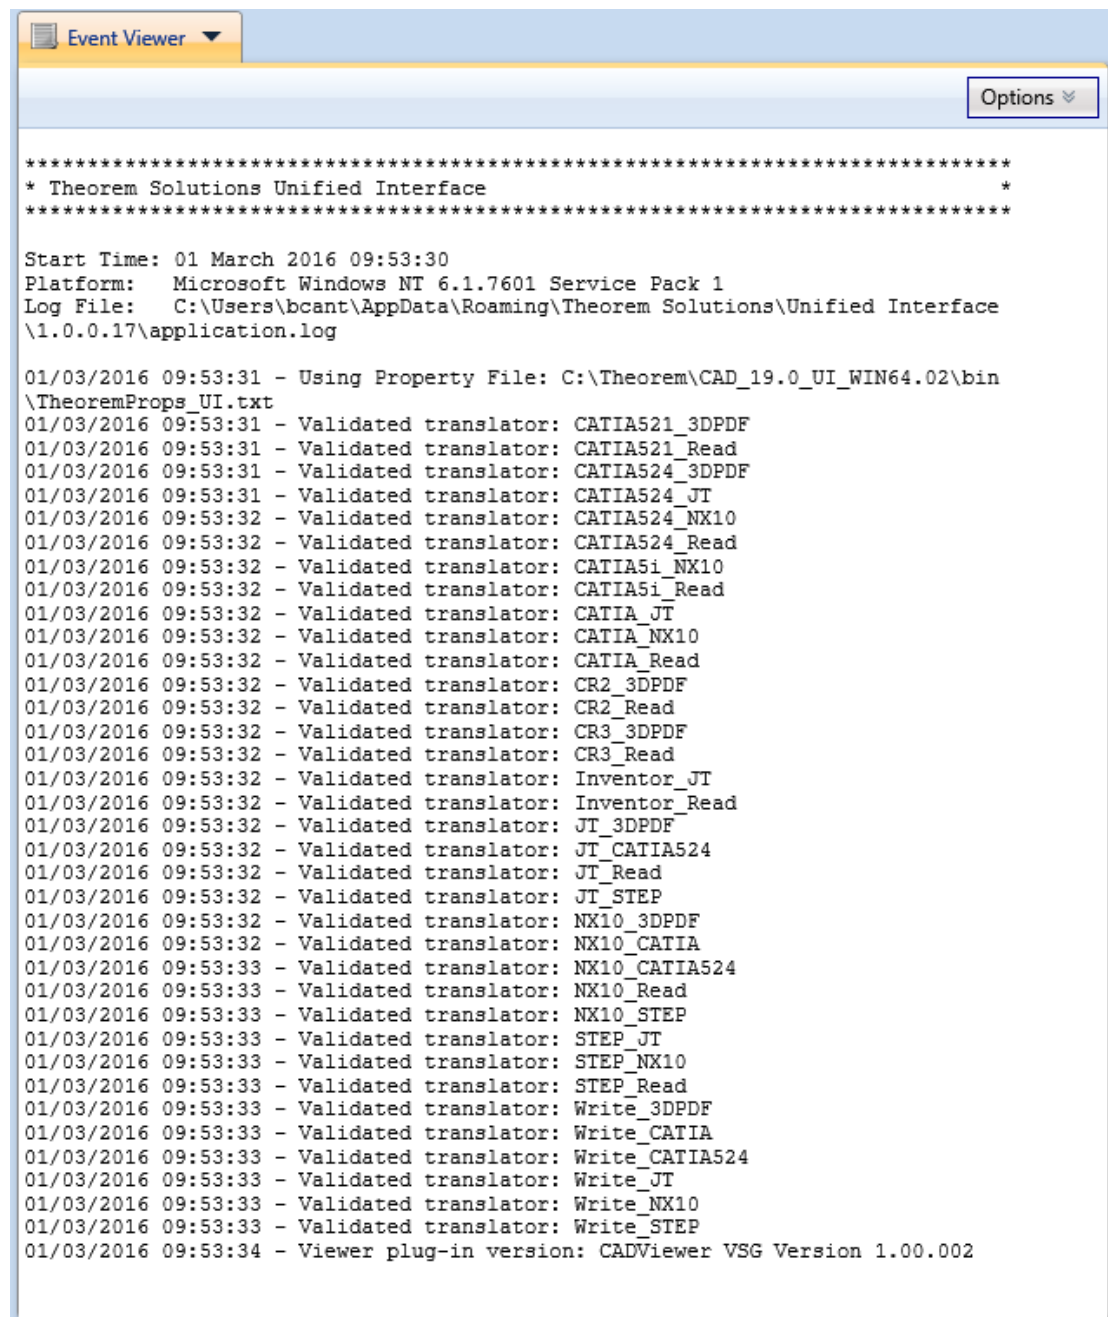 Event Viewer
Options
********************************************************************************
* Theorem Solutions Unified Interface *
********************************************************************************
Start Time: 01 March 2016 09:53:30
Platform: Microsoft Windows NT 6.1.7601 Service Pack 1
Log File: C:\Users\bcant\AppData\Roaming\Theorem Solutions\Unified Interface
\1.0.0.17\application.log
01/03/2016 09:53:31 - Using Property File: C:\Theorem\CAD_19.0_UI_WIN64.02\bin
\TheoremProps_UI.txt
01/03/2016 09:53:31 - Validated translator: CATIA521_3DPDF
01/03/2016 09:53:31 - Validated translator: CATIA521_Read
01/03/2016 09:53:31 - Validated translator: CATIA524_3DPDF
01/03/2016 09:53:31 - Validated translator: CATIA524_JT
01/03/2016 09:53:32 - Validated translator: CATIA524_NX10
01/03/2016 09:53:32 - Validated translator: CATIA524_Read
01/03/2016 09:53:32 - Validated translator: CATIA5i_NX10
01/03/2016 09:53:32 - Validated translator: CATIA5i_Read
01/03/2016 09:53:32 - Validated translator: CATIA_JT
01/03/2016 09:53:32 - Validated translator: CATIA_NX10
01/03/2016 09:53:32 - Validated translator: CATIA_Read
01/03/2016 09:53:32 - Validated translator: CR2_3DPDF
01/03/2016 09:53:32 - Validated translator: CR2_Read
01/03/2016 09:53:32 - Validated translator: CR3_3DPDF
01/03/2016 09:53:32 - Validated translator: CR3_Read
01/03/2016 09:53:32 - Validated translator: Inventor_JT
01/03/2016 09:53:32 - Validated translator: Inventor_Read
01/03/2016 09:53:32 - Validated translator: JT_3DPDF
01/03/2016 09:53:32 - Validated translator: JT_CATIA524
01/03/2016 09:53:32 - Validated translator: JT_Read
01/03/2016 09:53:32 - Validated translator: JT_STEP
01/03/2016 09:53:32 - Validated translator: NX10_3DPDF
01/03/2016 09:53:32 - Validated translator: NX10_CATIA
01/03/2016 09:53:33 - Validated translator: NX10_CATIA524
01/03/2016 09:53:33 - Validated translator: NX10_Read
01/03/2016 09:53:33 - Validated translator: NX10_STEP
01/03/2016 09:53:33 - Validated translator: STEP_JT
01/03/2016 09:53:33 - Validated translator: STEP_NX10
01/03/2016 09:53:33 - Validated translator: STEP_Read
01/03/2016 09:53:33 - Validated translator: Write_3DPDF
01/03/2016 09:53:33 - Validated translator: Write_CATIA
01/03/2016 09:53:33 - Validated translator: Write_CATIA524
01/03/2016 09:53:33 - Validated translator: Write_JT
01/03/2016 09:53:33 - Validated translator: Write_NX10
01/03/2016 09:53:33 - Validated translator: Write_STEP
01/03/2016 09:53:34 - Viewer plug-in version: CADViewer VSG Version 1.00.002